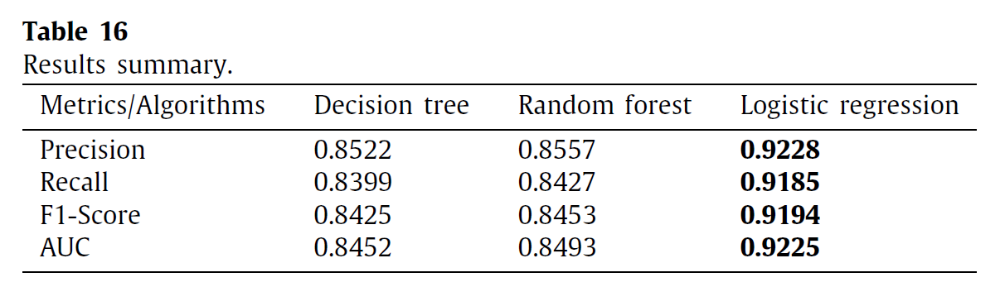 Table 16
Results summary.
Metrics/Algorithms Decision tree Random forest Logistic regression
Precision 0.8522 0.8557 0.9228
Recall 0.8399 0.8427 0.9185
F1-Score 0.8425 0.8453 0.9194
AUC 0.8452 0.8493 0.9225